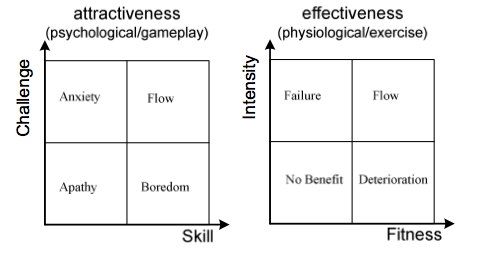 attractiveness
(psychological/gameplay)
Challenge
Anxiety
Flow
Apathy
Boredom
Skill
effectiveness
(physiological/exercise)
Intensity
Failure
Flow
No Benefit
Deterioration
Fitness